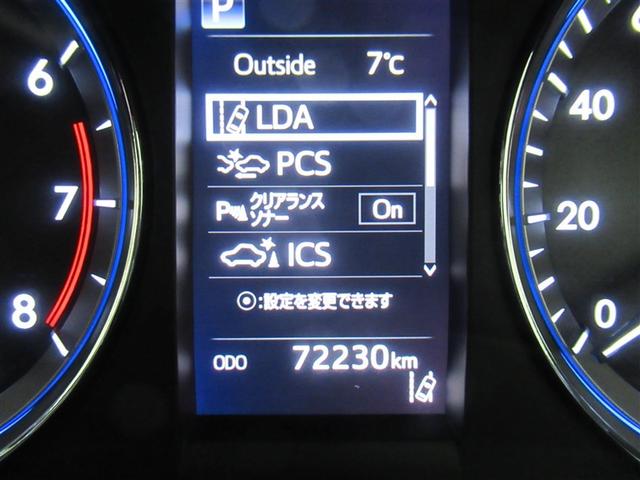 P
Outside 7℃
LDA
PCS
P クリアランス
ソナー On
ICS
◎:設定を変更できます
ODO 72230km
6
7
8
6
40
20
0